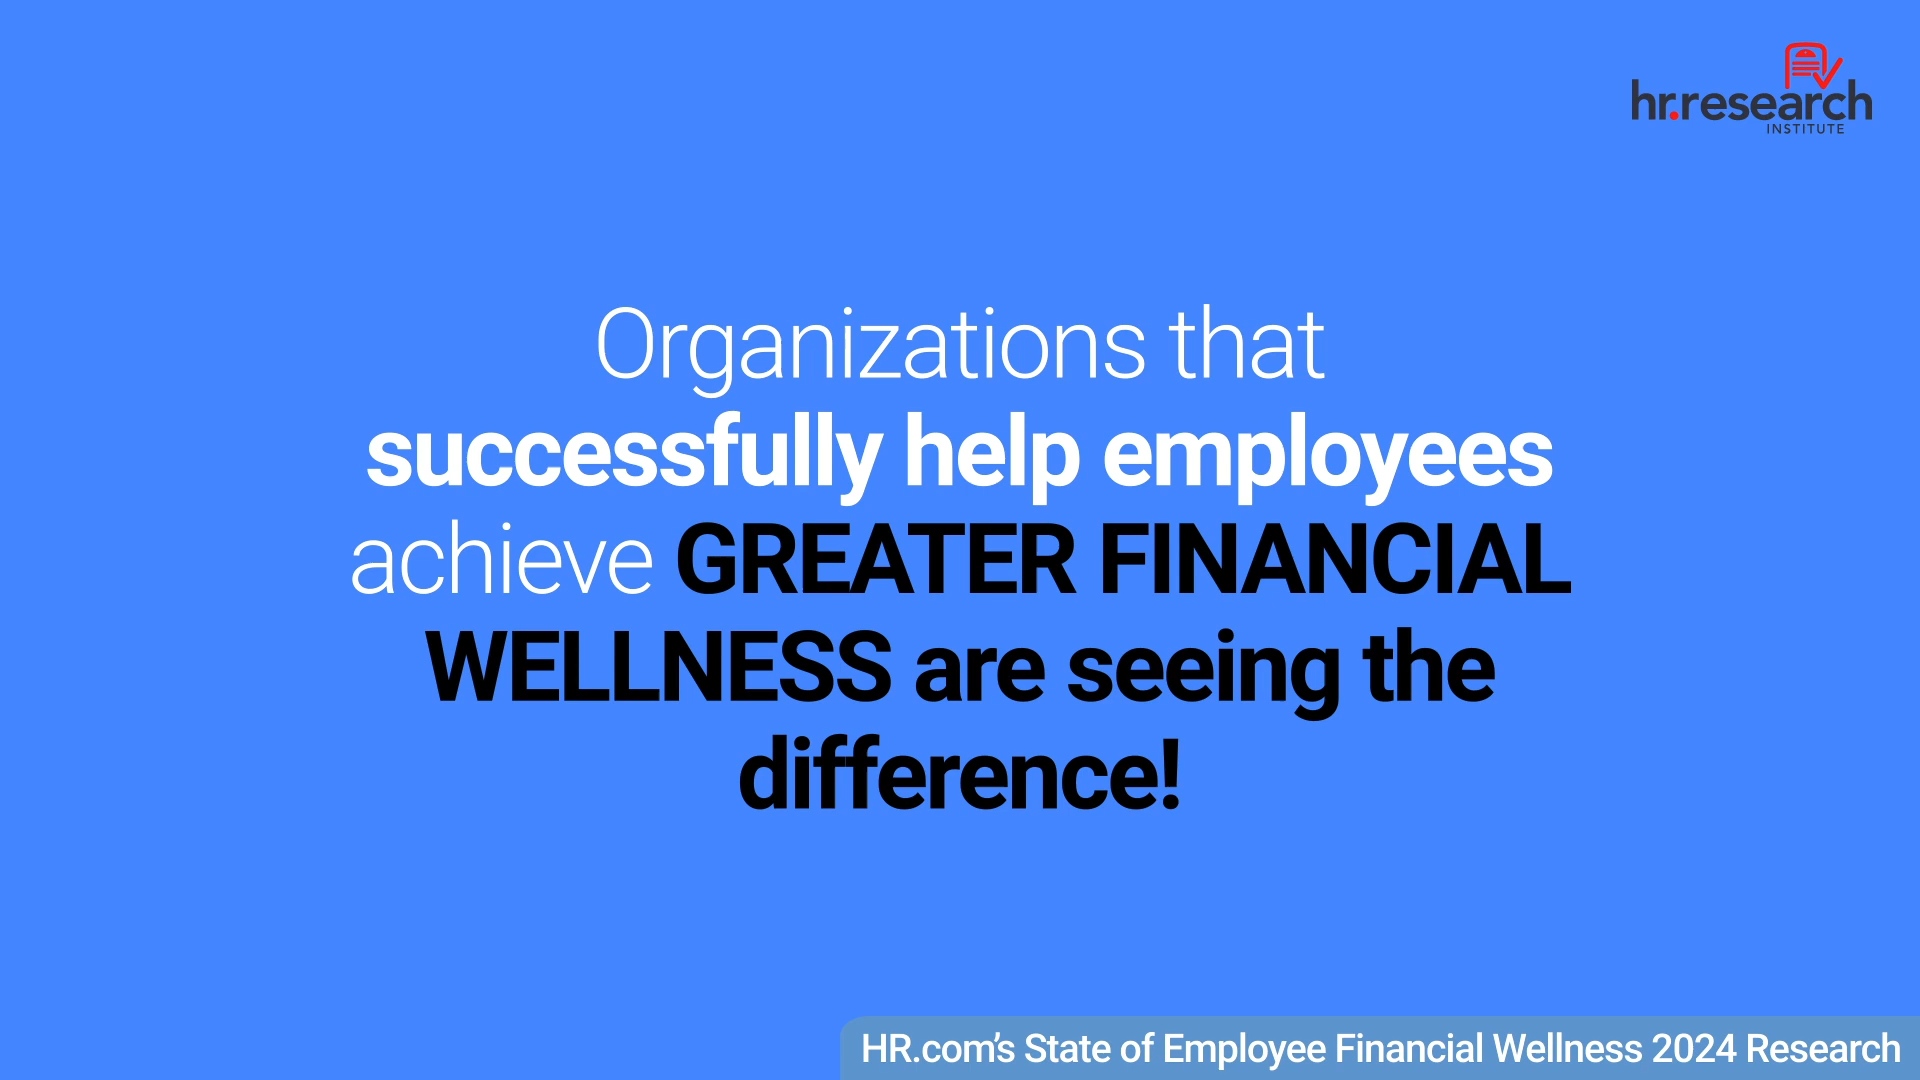 hr.research
INSTITUTE
Organizations that
successfully help employees
achieve GREATER FINANCIAL
WELLNESS are seeing the
difference!
HR.com’s State of Employee Financial Wellness 2024 Research